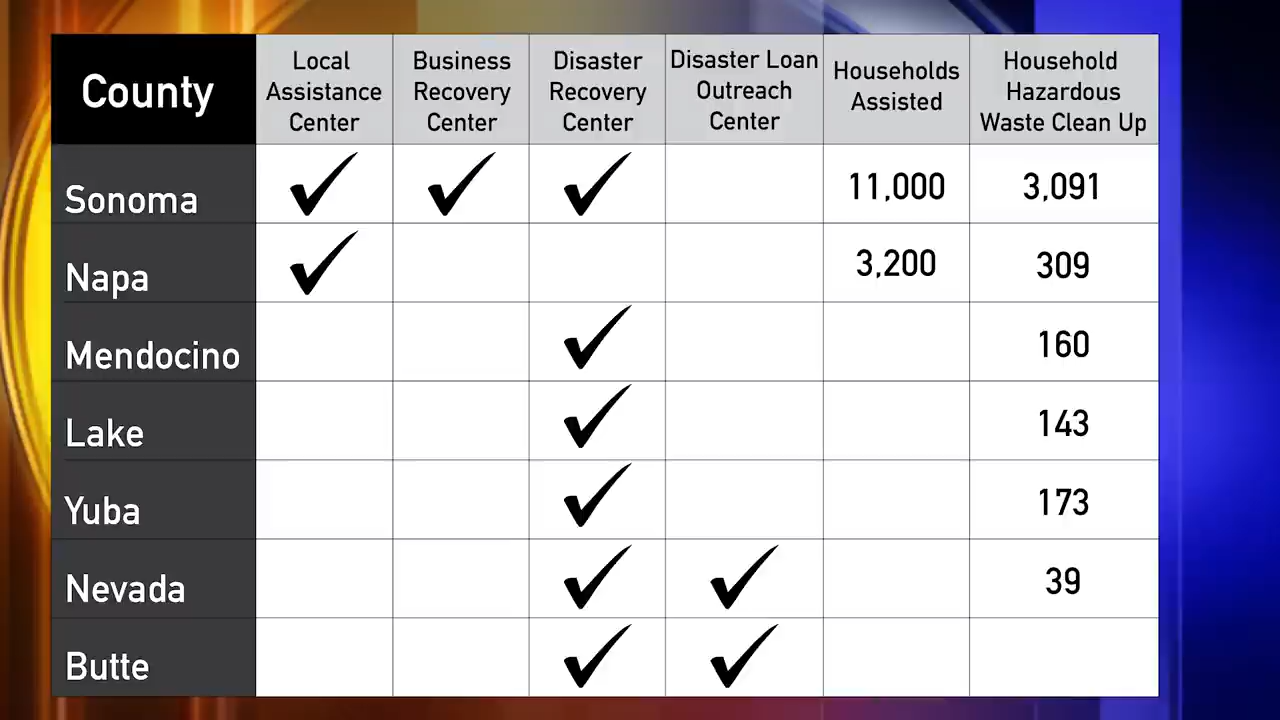 County
Local
Assistance
Center
Business
Recovery
Center
Disaster
Recovery
Center
Disaster Loan
Outreach
Center
Households
Assisted
Household
Hazardous
Waste Clean Up
Sonoma ✓ ✓ ✓ 11,000 3,091
Napa ✓ 3,200 309
Mendocino ✓ 160
Lake ✓ 143
Yuba ✓ 173
Nevada ✓ ✓ 39
Butte ✓ ✓